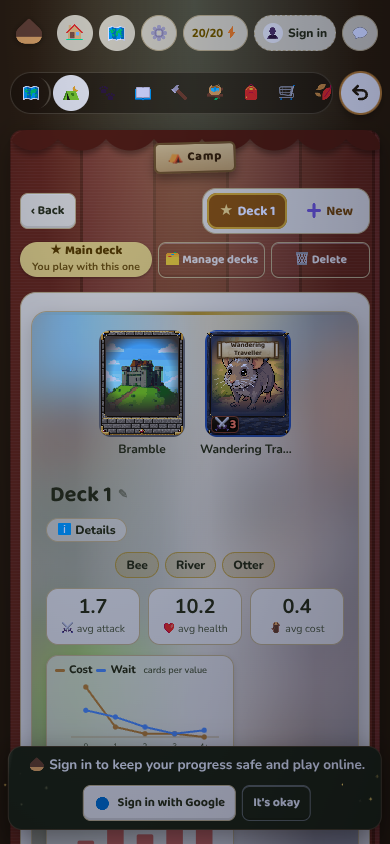 20/20
Sign in
Camp
‹ Back
★ Deck 1
+ New
★ Main deck
You play with this one
Manage decks
Delete
Wandering
Traveller
3
Bramble
Wandering Tra...
Deck 1
Details
Bee
River
Otter
1.7
avg attack
10.2
avg health
0.4
avg cost
Cost
Wait
cards per value
Sign in to keep your progress safe and play online.
Sign in with Google
It's okay